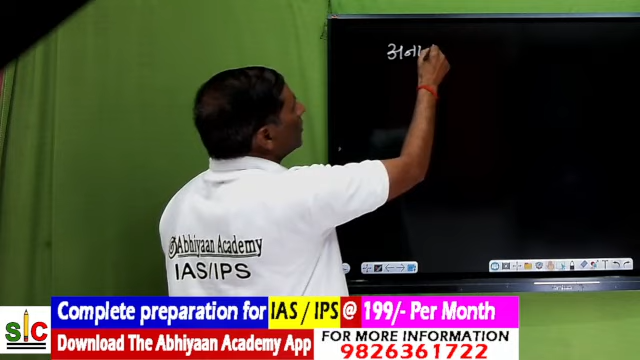 अना
Abhiyaan Academy
IAS/IPS
SIC
Complete preparation for IAS / IPS @ 199/- Per Month
Download The Abhiyaan Academy App
FOR MORE INFORMATION
9826361722